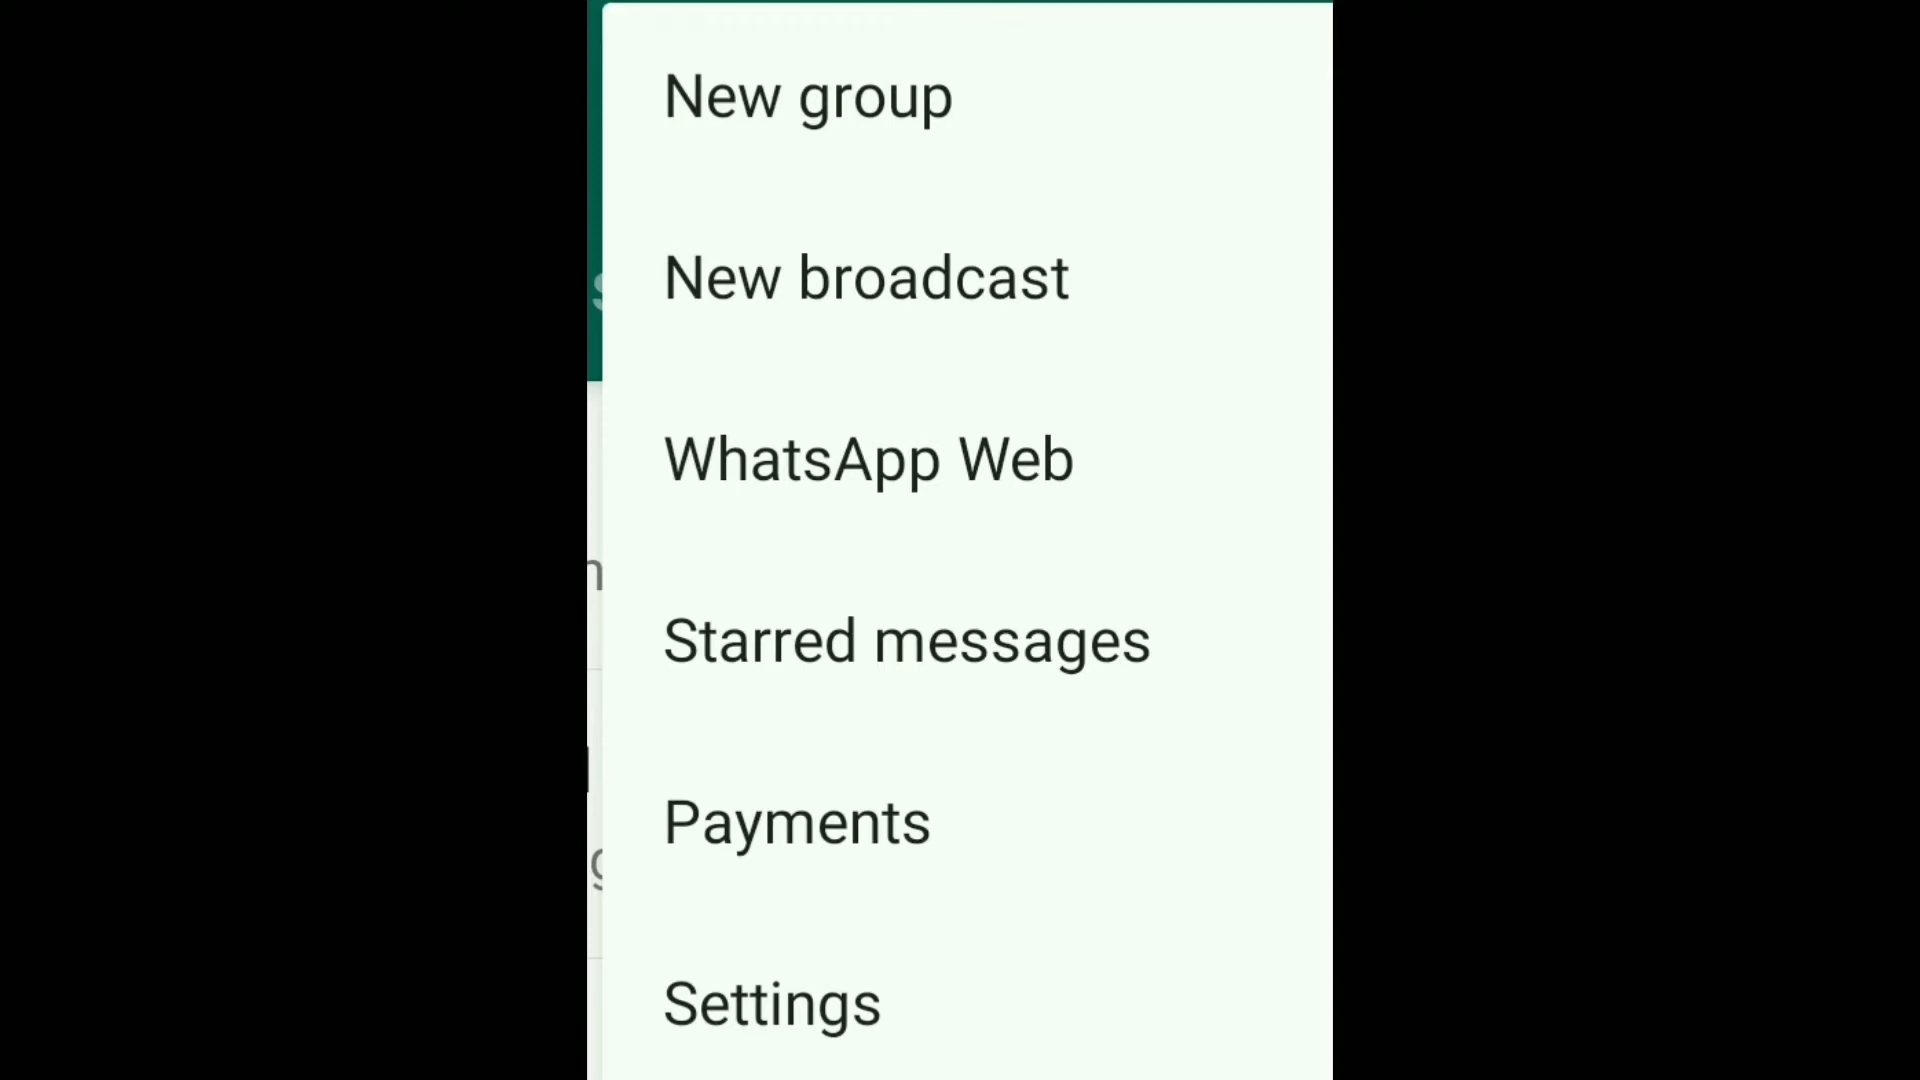 New group
New broadcast
WhatsApp Web
Starred messages
Payments
Settings